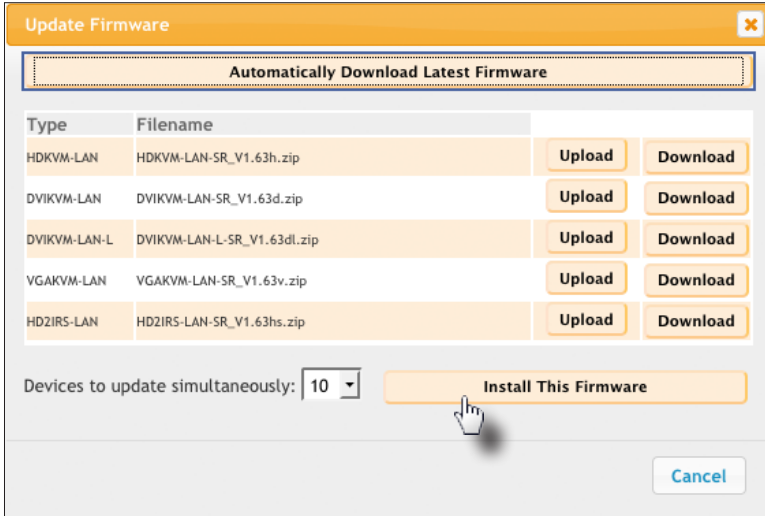 Update Firmware
Automatically Download Latest Firmware
Type Filename
HDKVM-LAN HDKVM-LAN-SR_V1.63h.zip Upload Download
DVIKVM-LAN DVIKVM-LAN-SR_V1.63d.zip Upload Download
DVIKVM-LAN-L DVIKVM-LAN-L-SR_V1.63dl.zip Upload Download
VGAKVM-LAN VGAKVM-LAN-SR_V1.63v.zip Upload Download
HD2IRS-LAN HD2IRS-LAN-SR_V1.63hs.zip Upload Download
Devices to update simultaneously: 10 Install This Firmware
Cancel